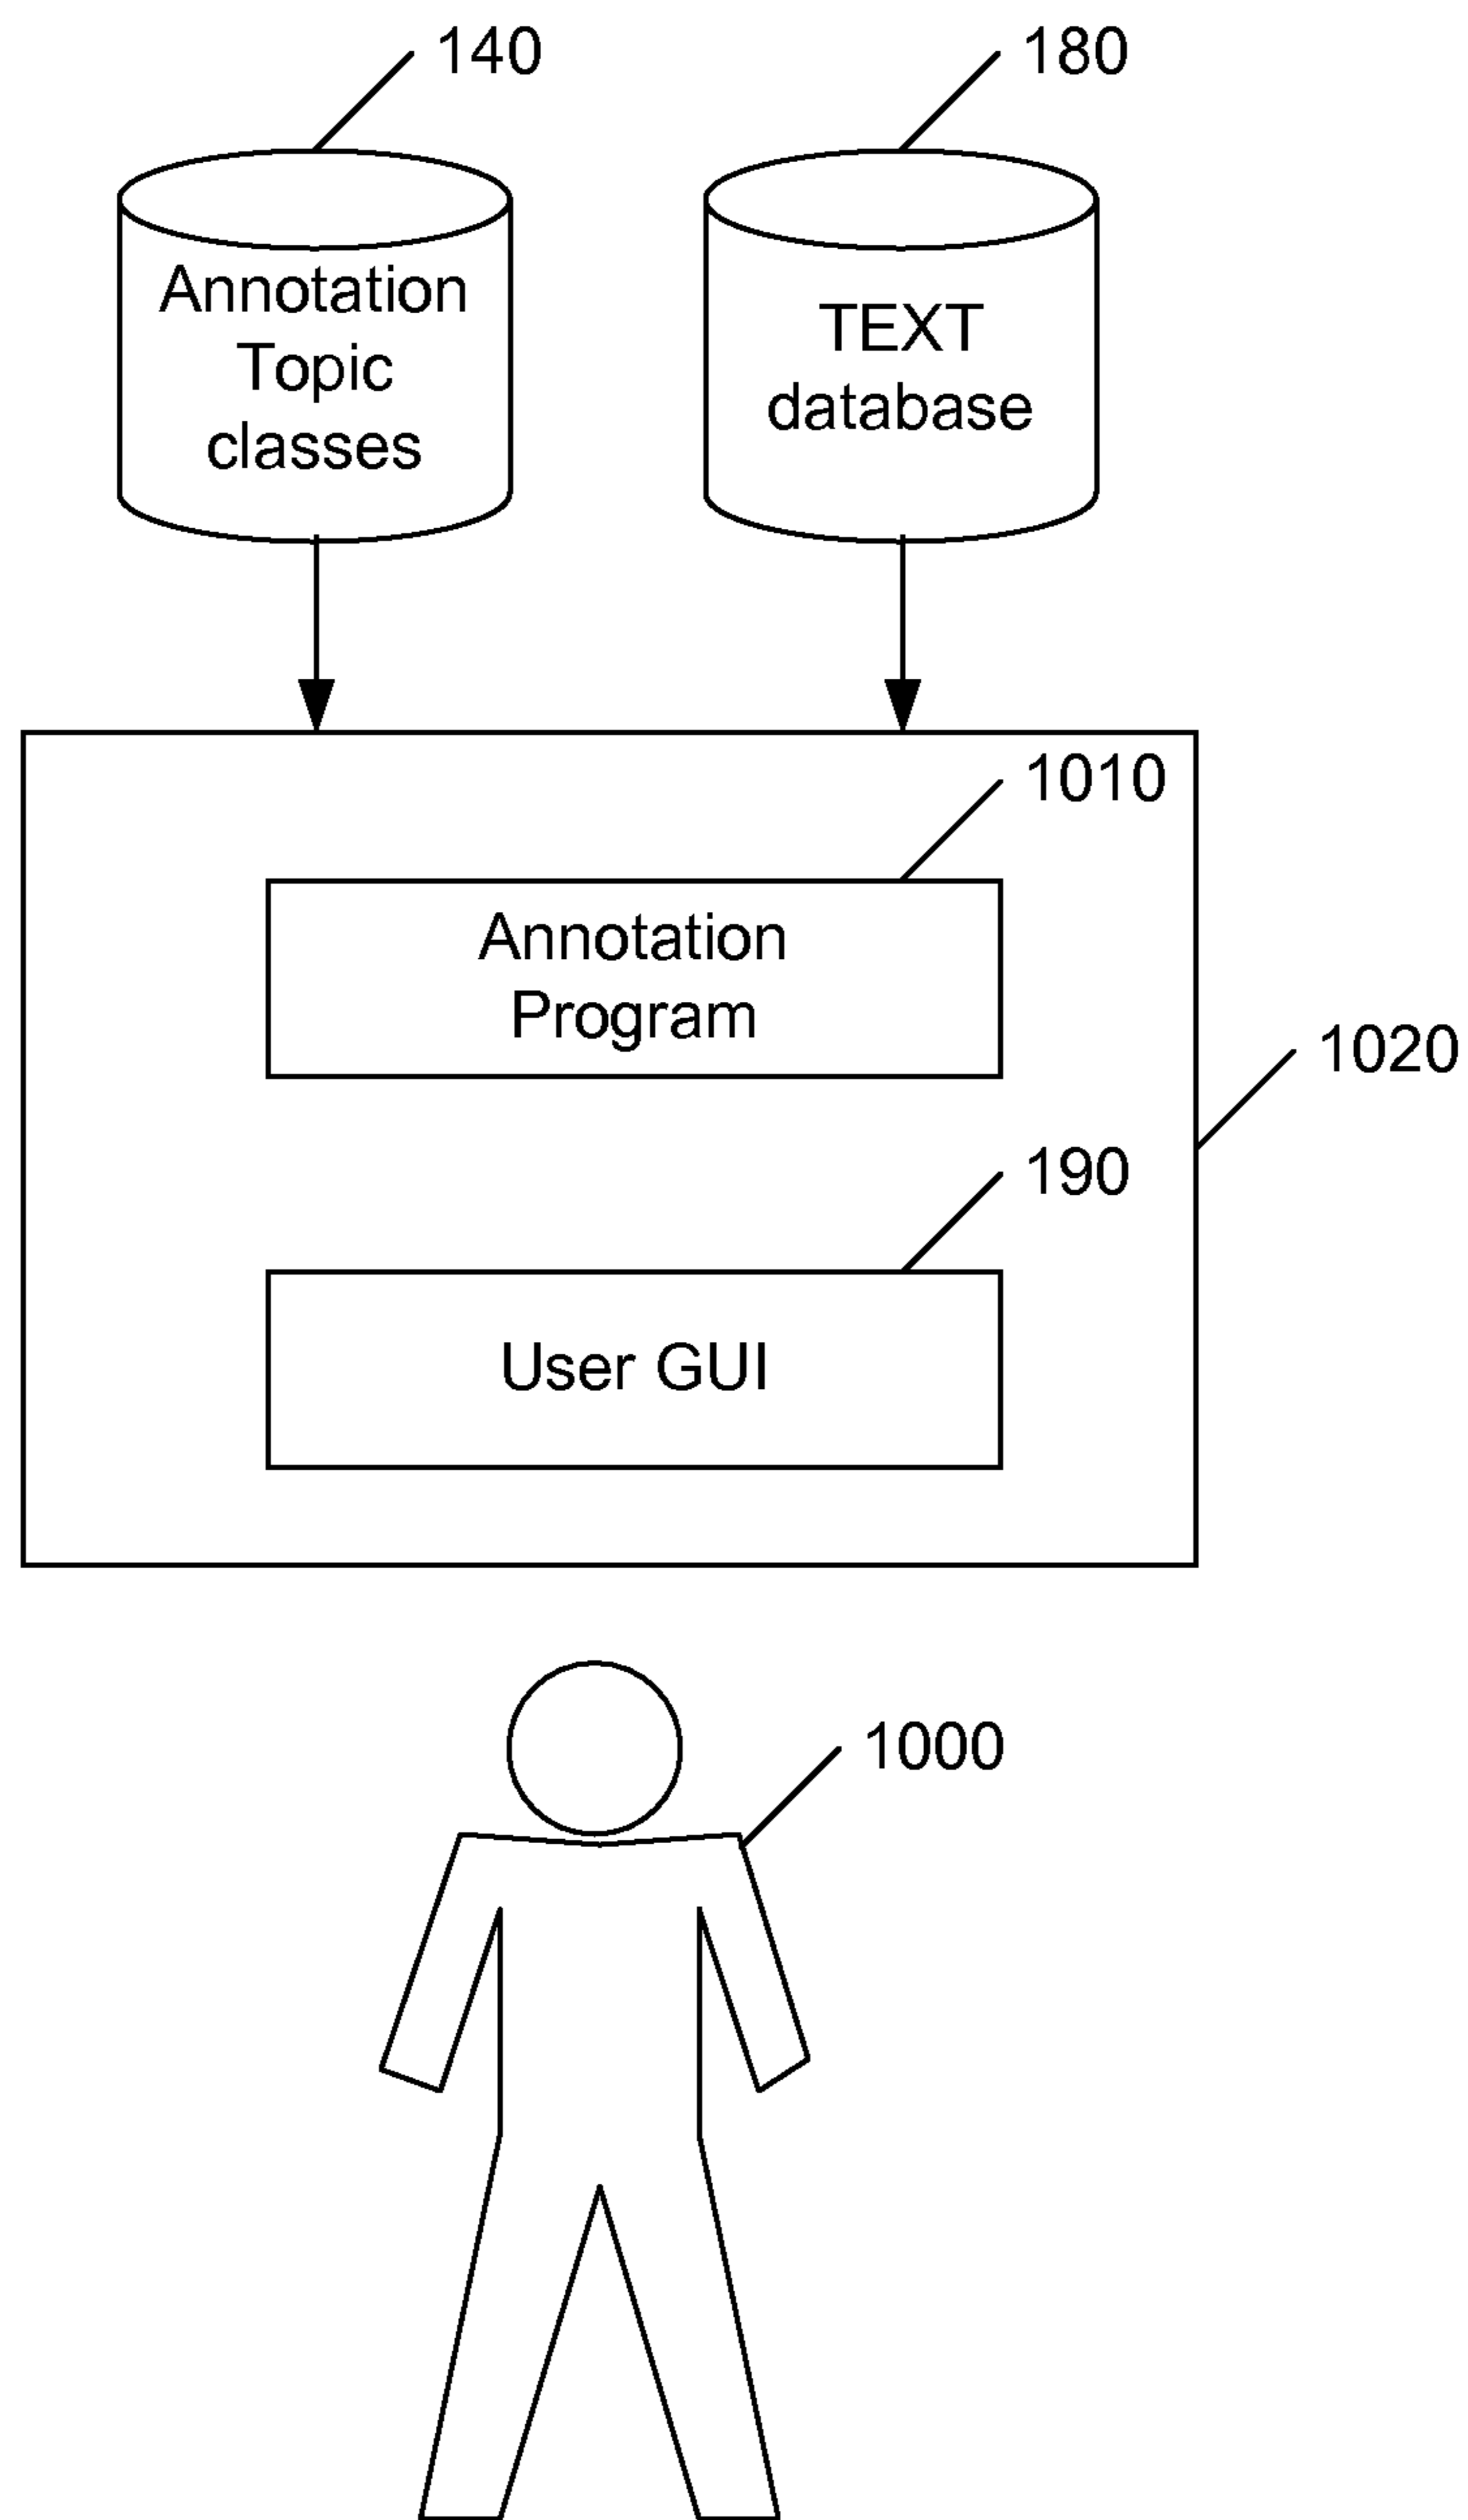 140
180
Annotation
Topic
classes
TEXT
database
1010
Annotation
Program
1020
190
User GUI
1000